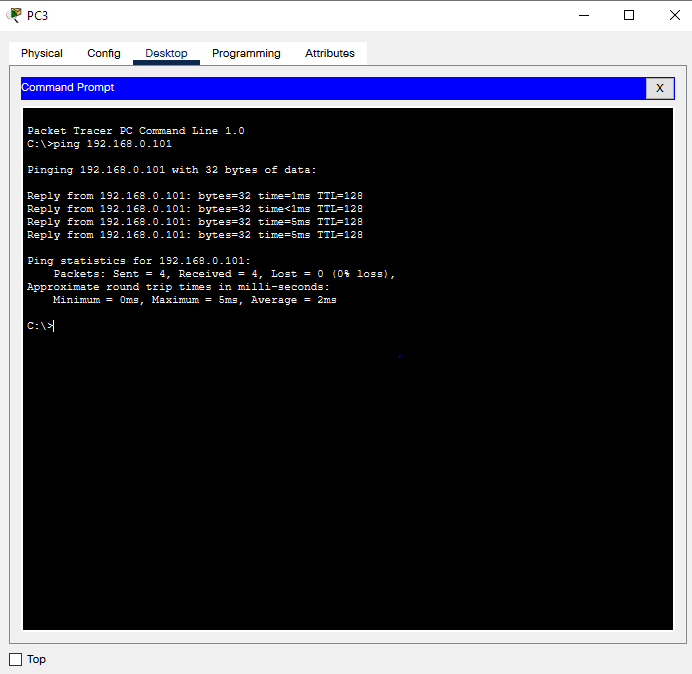 PC3
Physical Config Desktop Programming Attributes
Command Prompt X
Packet Tracer PC Command Line 1.0
C:\>ping 192.168.0.101
Pinging 192.168.0.101 with 32 bytes of data:
Reply from 192.168.0.101: bytes=32 time=1ms TTL=128
Reply from 192.168.0.101: bytes=32 time<1ms TTL=128
Reply from 192.168.0.101: bytes=32 time=5ms TTL=128
Reply from 192.168.0.101: bytes=32 time=5ms TTL=128
Ping statistics for 192.168.0.101:
Packets: Sent = 4, Received = 4, Lost = 0 (0% loss),
Approximate round trip times in milli-seconds:
Minimum = 0ms, Maximum = 5ms, Average = 2ms
C:\>
Top